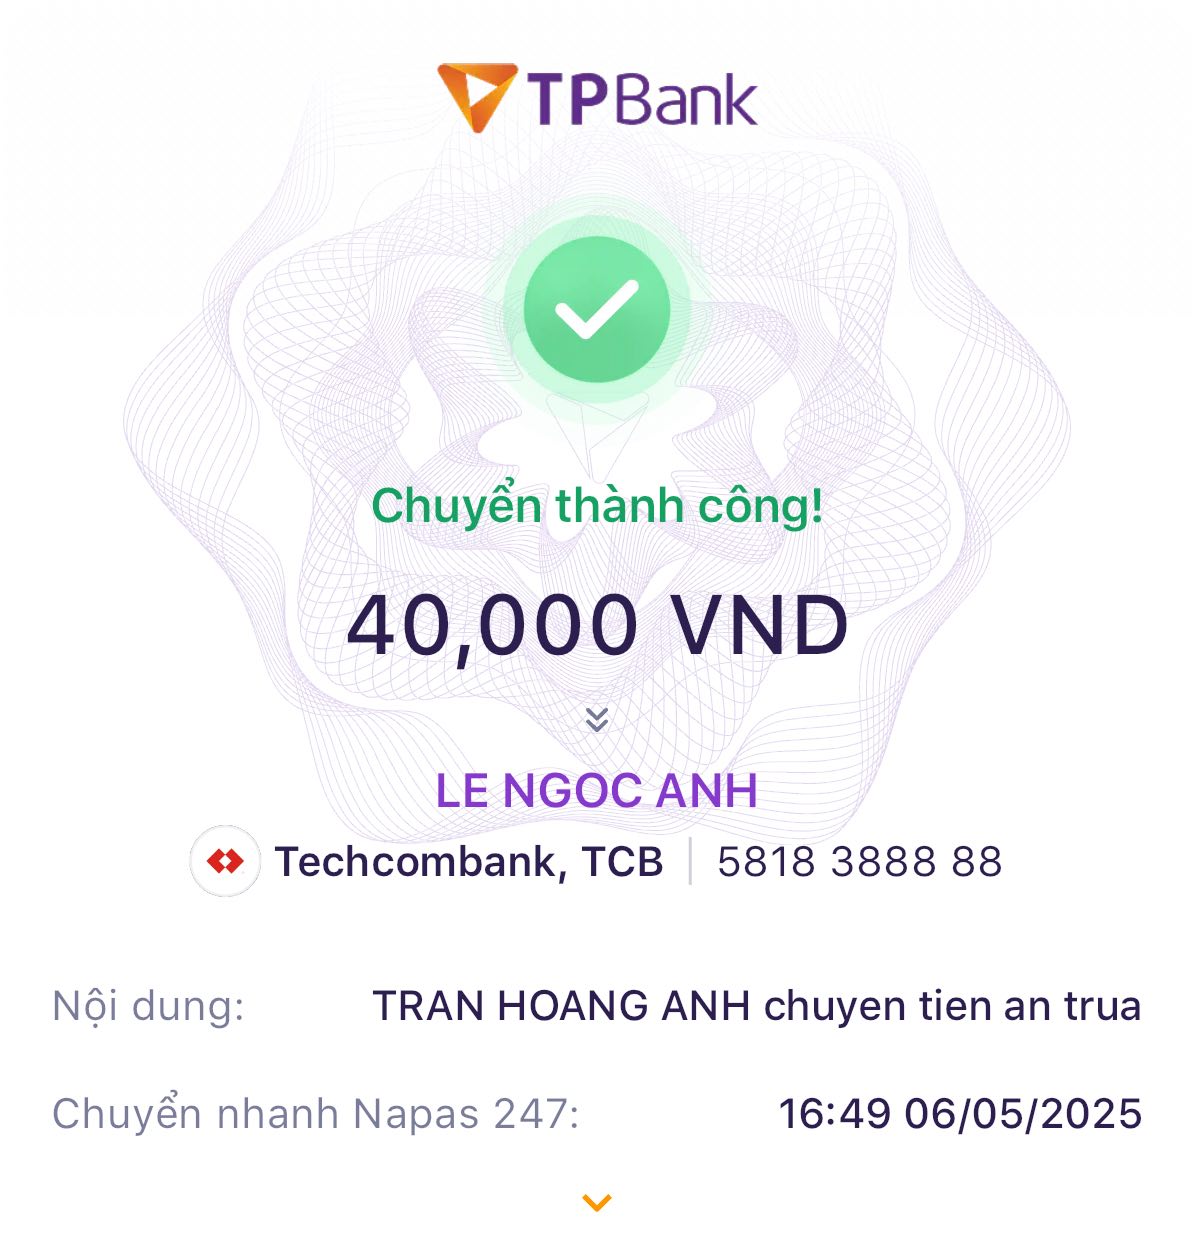 TPBank
Chuyển thành công!
40,000 VND
LE NGOC ANH
Techcombank, TCB | 5818 3888 88
Nội dung: TRAN HOANG ANH chuyen tien an trua
Chuyển nhanh Napas 247: 16:49 06/05/2025